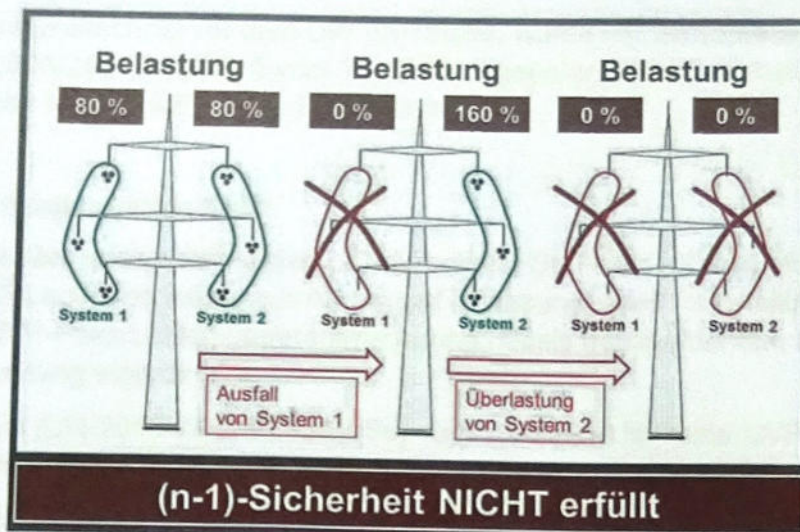 Belastung
80 %
80 %
System 1
System 2
Belastung
0 %
160 %
System 1
System 2
Belastung
0 %
0 %
System 1
System 2
Ausfall
von System 1
Überlastung
von System 2
(n-1)-Sicherheit NICHT erfüllt